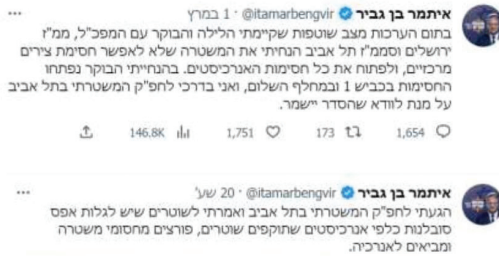 איתמר בן גביר @itamarbengvir · 1 במרץ
בתום הערכות מצב שוטפות שקיימתי הלילה והבוקר עם המפכ"ל, ממ"ז
ירושלים וסממ"ז תל אביב הנחיתי את המשטרה שלא לאפשר חסימת צירים
מרכזיים, ולפתוח את כל חסימות האנרכיסטים. בהנחייתי הבוקר נפתחו
החסימות בכביש 1 ובמחלף השלום, ואני בדרכי לחפ"ק המשטרתי בתל אביב
על מנת לוודא שהסדר יישמר.
1,654 173 1,751 146.8K
איתמר בן גביר @itamarbengvir · 20 שע'
הגעתי לחפ"ק המשטרתי בתל אביב ואמרתי לשוטרים שיש לגלות אפס
סובלנות כלפי אנרכיסטים שתוקפים שוטרים, פורצים מחסומי משטרה
ומביאים לאנרכיה.